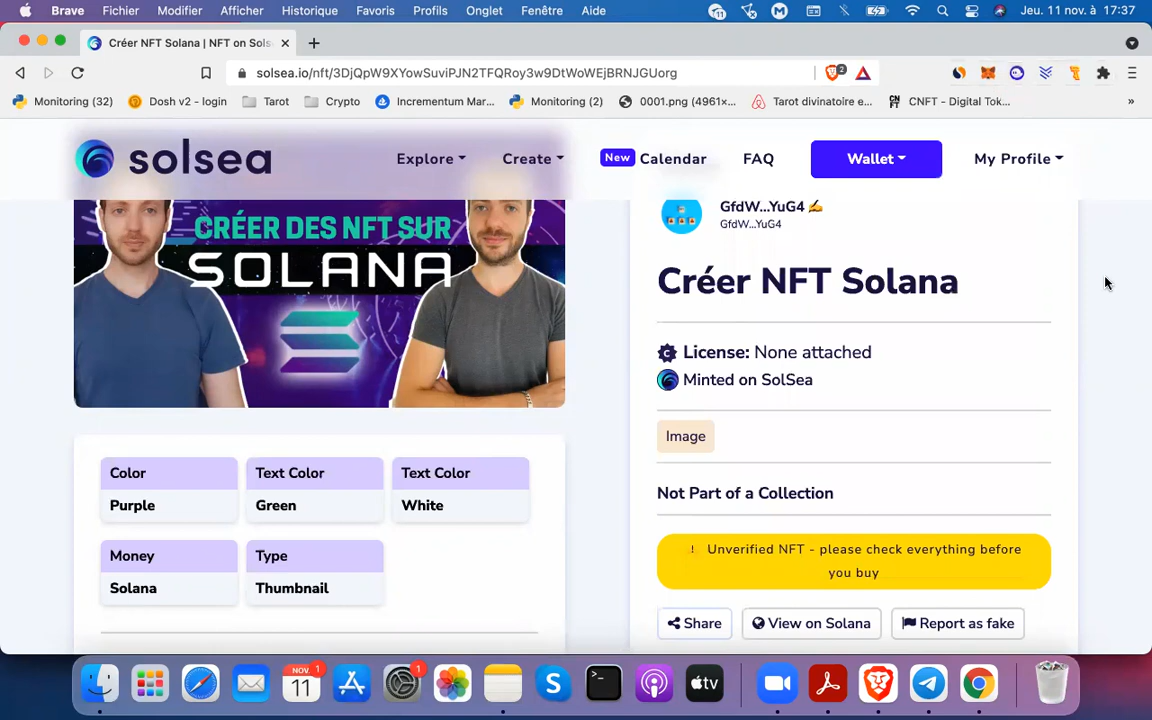 Brave Fichier Modifier Afficher Historique Favoris Profils Onglet Fenêtre Aide
11
Jeu. 11 nov. à 17:37
Créer NFT Solana | NFT on Sols
solsea.io/nft/3DjQpW9XYowSuviPJN2TFQRoy3w9DtWoWEjBRNJGUorg
2
Monitoring (32) Dosh v2 - login Tarot Crypto Incrementum Mar... Monitoring (2) 0001.png (4961×... Tarot divinatoire e... CNFT CNFT - Digital Tok... »
solsea
Explore Create New Calendar FAQ Wallet My Profile
GfdW...YuG4 ✍
GfdW...YuG4
CRÉER DES NFT SUR
SOLANA
Créer NFT Solana
License: None attached
Minted on SolSea
Image
Not Part of a Collection
Color
Purple
Text Color
Green
Text Color
White
Money
Solana
Type
Thumbnail
! Unverified NFT - please check everything before
you buy
Share View on Solana Report as fake
NOV.
11
1
1
tv